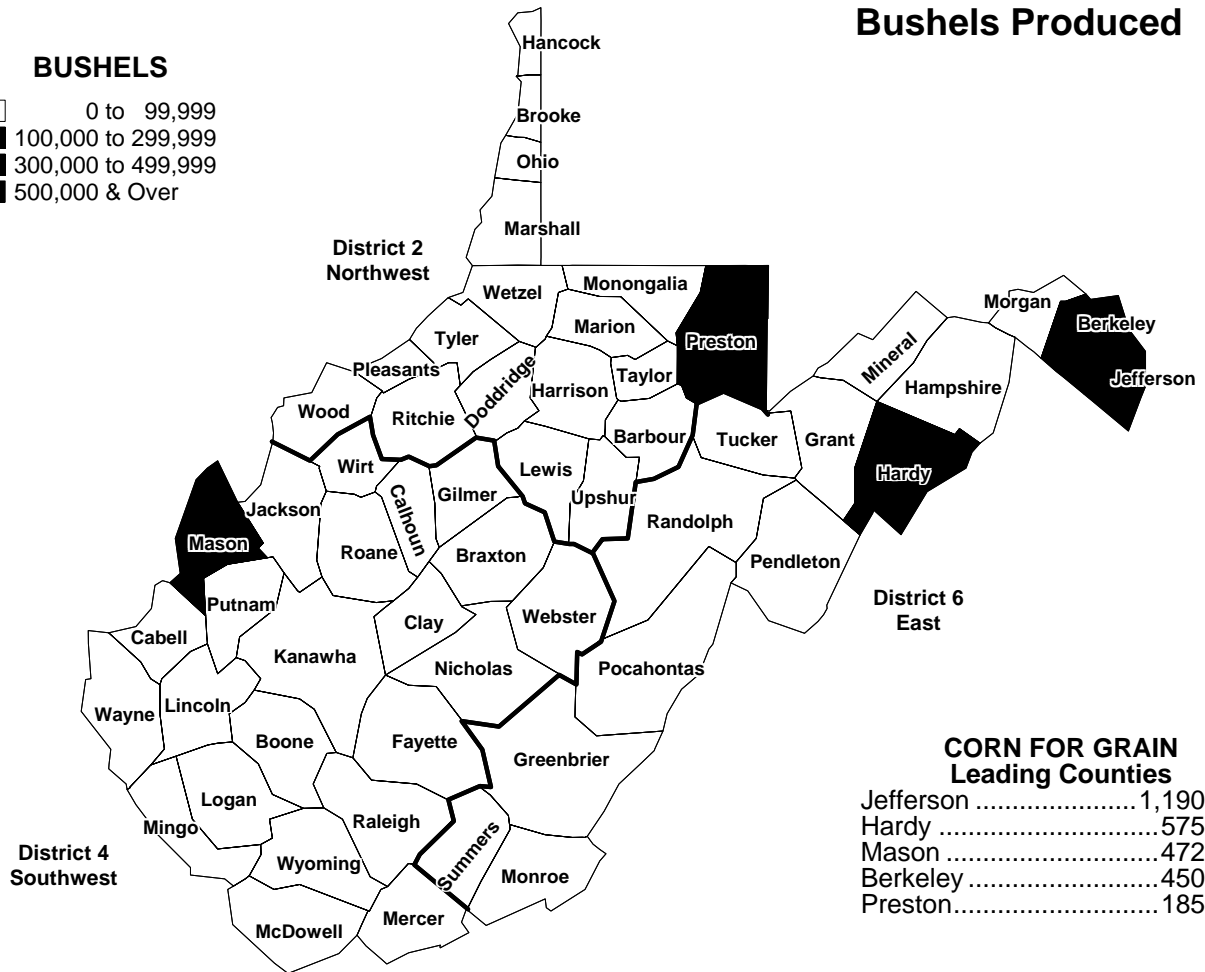 Bushels Produced
BUSHELS
0 to 99,999
100,000 to 299,999
300,000 to 499,999
500,000 & Over
Hancock
Brooke
Ohio
Marshall
District 2
Northwest
Wetzel
Monongalia
Marion
Preston
Tyler
Pleasants
Doddridge
Harrison
Taylor
Wood
Ritchie
Barbour
Tucker
Grant
Mineral
Hampshire
Morgan
Berkeley
Jefferson
Hardy
Wirt
Lewis
Upshur
Gilmer
Calhoun
Jackson
Mason
Roane
Braxton
Randolph
Pendleton
District 6
East
Putnam
Cabell
Clay
Webster
Kanawha
Nicholas
Pocahontas
Wayne
Lincoln
Boone
Fayette
Greenbrier
Logan
Mingo
Raleigh
Summers
Wyoming
Monroe
Mercer
McDowell
District 4
Southwest
CORN FOR GRAIN
Leading Counties
Jefferson .......................1,190
Hardy ................................575
Mason ...............................472
Berkeley ............................450
Preston..............................185